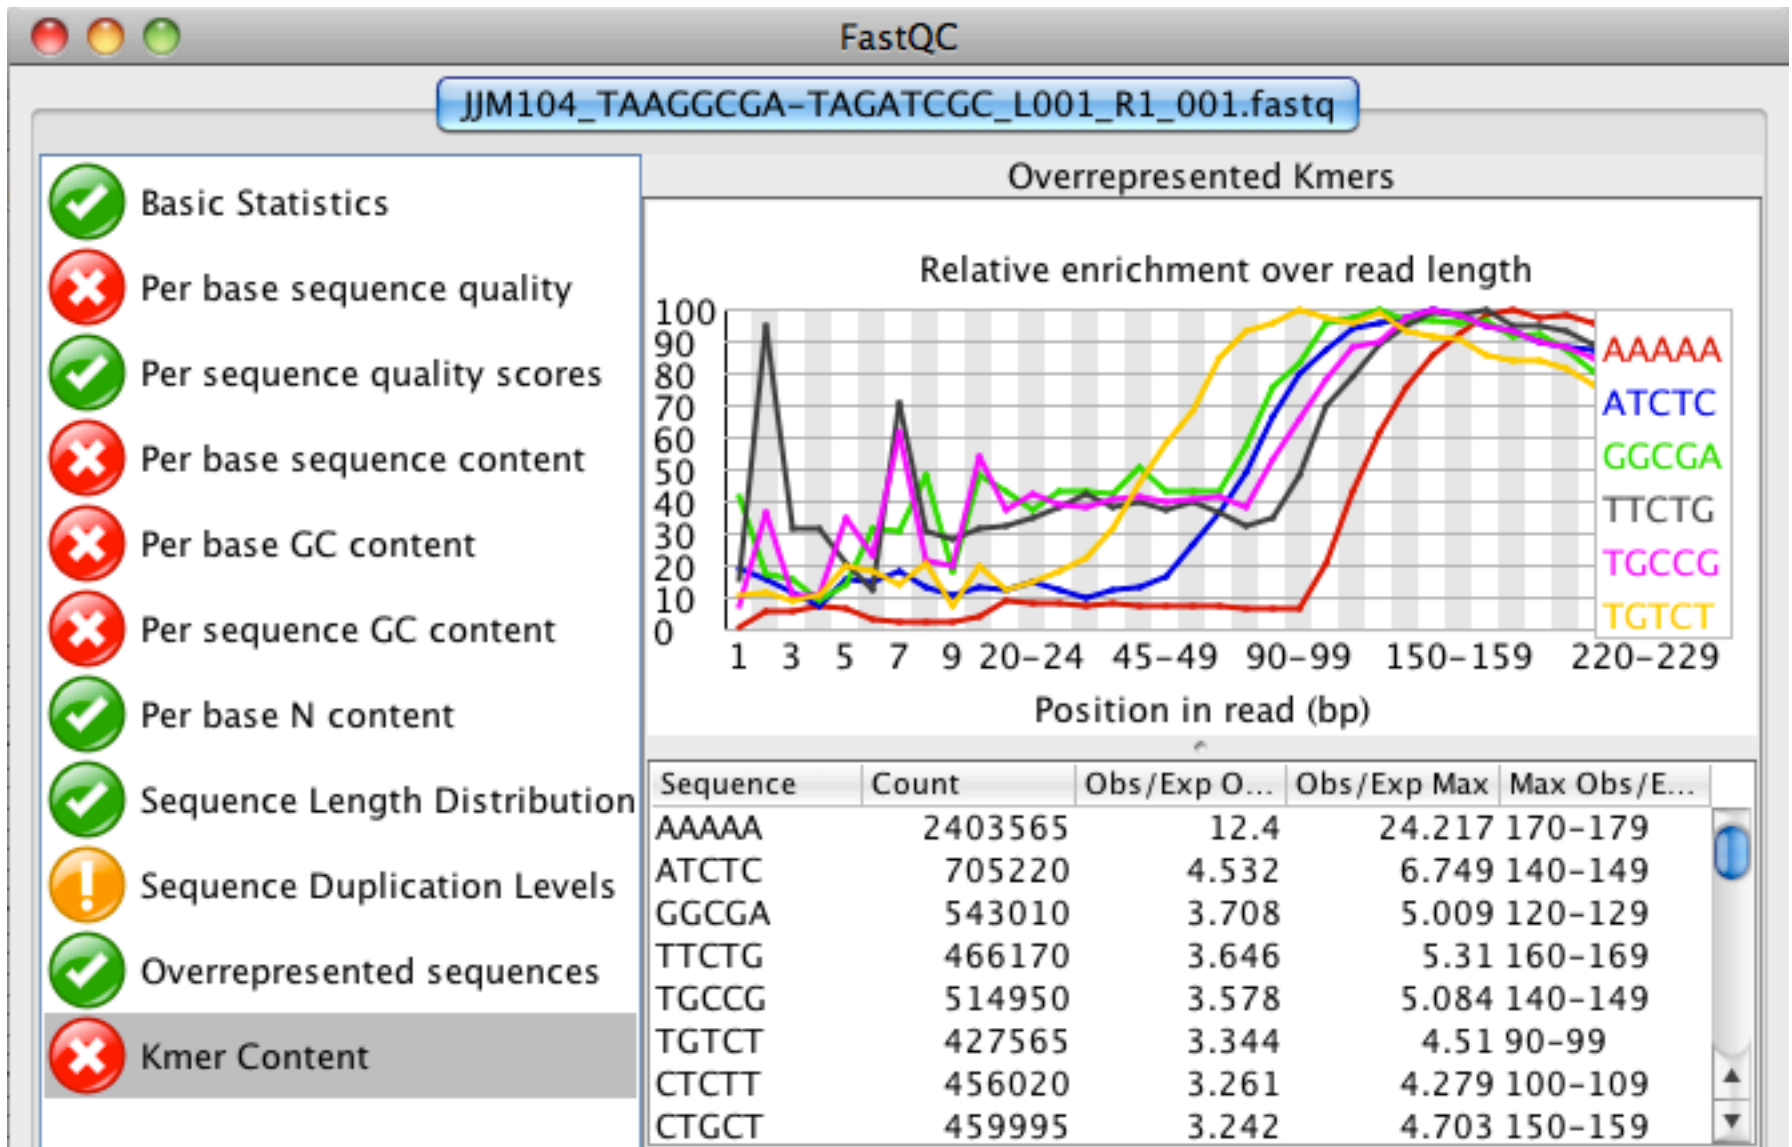 FastQC
JJM104_TAAGGCGA-TAGATCGC_L001_R1_001.fastq
Basic Statistics
Per base sequence quality
Per sequence quality scores
Per base sequence content
Per base GC content
Per sequence GC content
Per base N content
Sequence Length Distribution
Sequence Duplication Levels
Overrepresented sequences
Kmer Content
Overrepresented Kmers
Relative enrichment over read length
100
90
80
70
60
50
40
30
20
10
0
AAAAA
ATCTC
GGCGA
TTCTG
TGCCG
TGTCT
1 3 5 7 9 20-24 45-49 90-99 150-159 220-229
Position in read (bp)
Sequence Count Obs/Exp O... Obs/Exp Max Max Obs/E...
AAAAA 2403565 12.4 24.217 170-179
ATCTC 705220 4.532 6.749 140-149
GGCGA 543010 3.708 5.009 120-129
TTCTG 466170 3.646 5.31 160-169
TGCCG 514950 3.578 5.084 140-149
TGTCT 427565 3.344 4.51 90-99
CTCTT 456020 3.261 4.279 100-109
CTGCT 459995 3.242 4.703 150-159